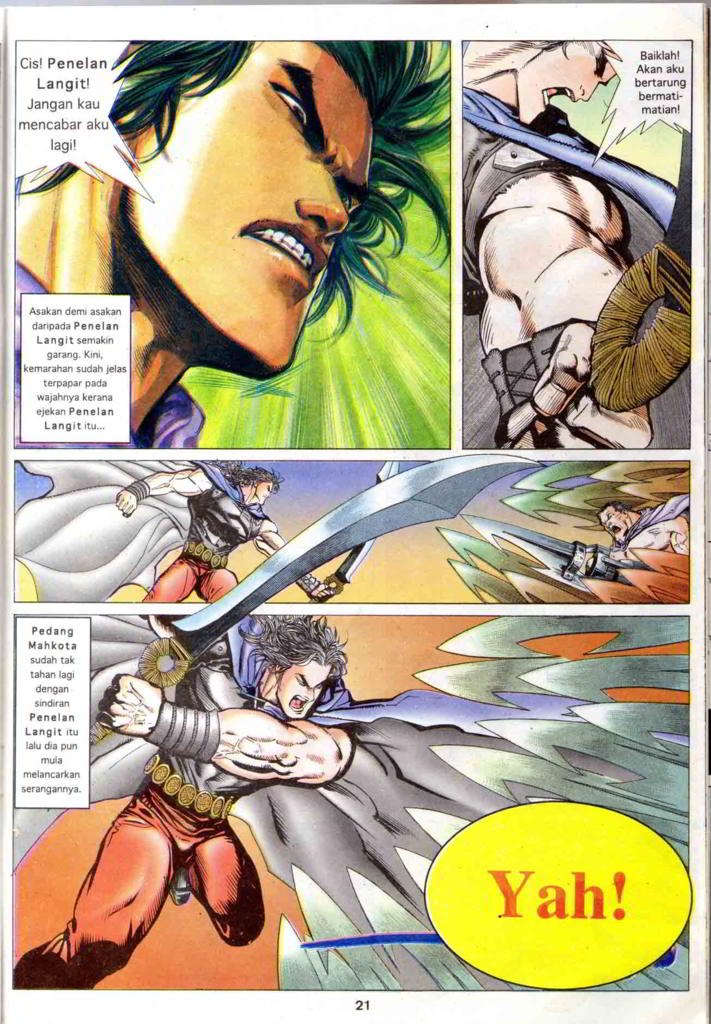 Cis! Penelan
Langit!
Jangan kau
mencabar aku
lagi!
Baiklah!
Akan aku
bertarung
bermati-
matian!
Asakan demi asakan
daripada Penelan
Langit semakin
garang. Kini,
kemarahan sudah jelas
terpapar pada
wajahnya kerana
ejekan Penelan
Langit itu...
Pedang
Mahkota
sudah tak
tahan lagi
dengan
sindiran
Penelan
Langit itu
lalu dia pun
mula
melancarkan
serangannya.
Yah!
21